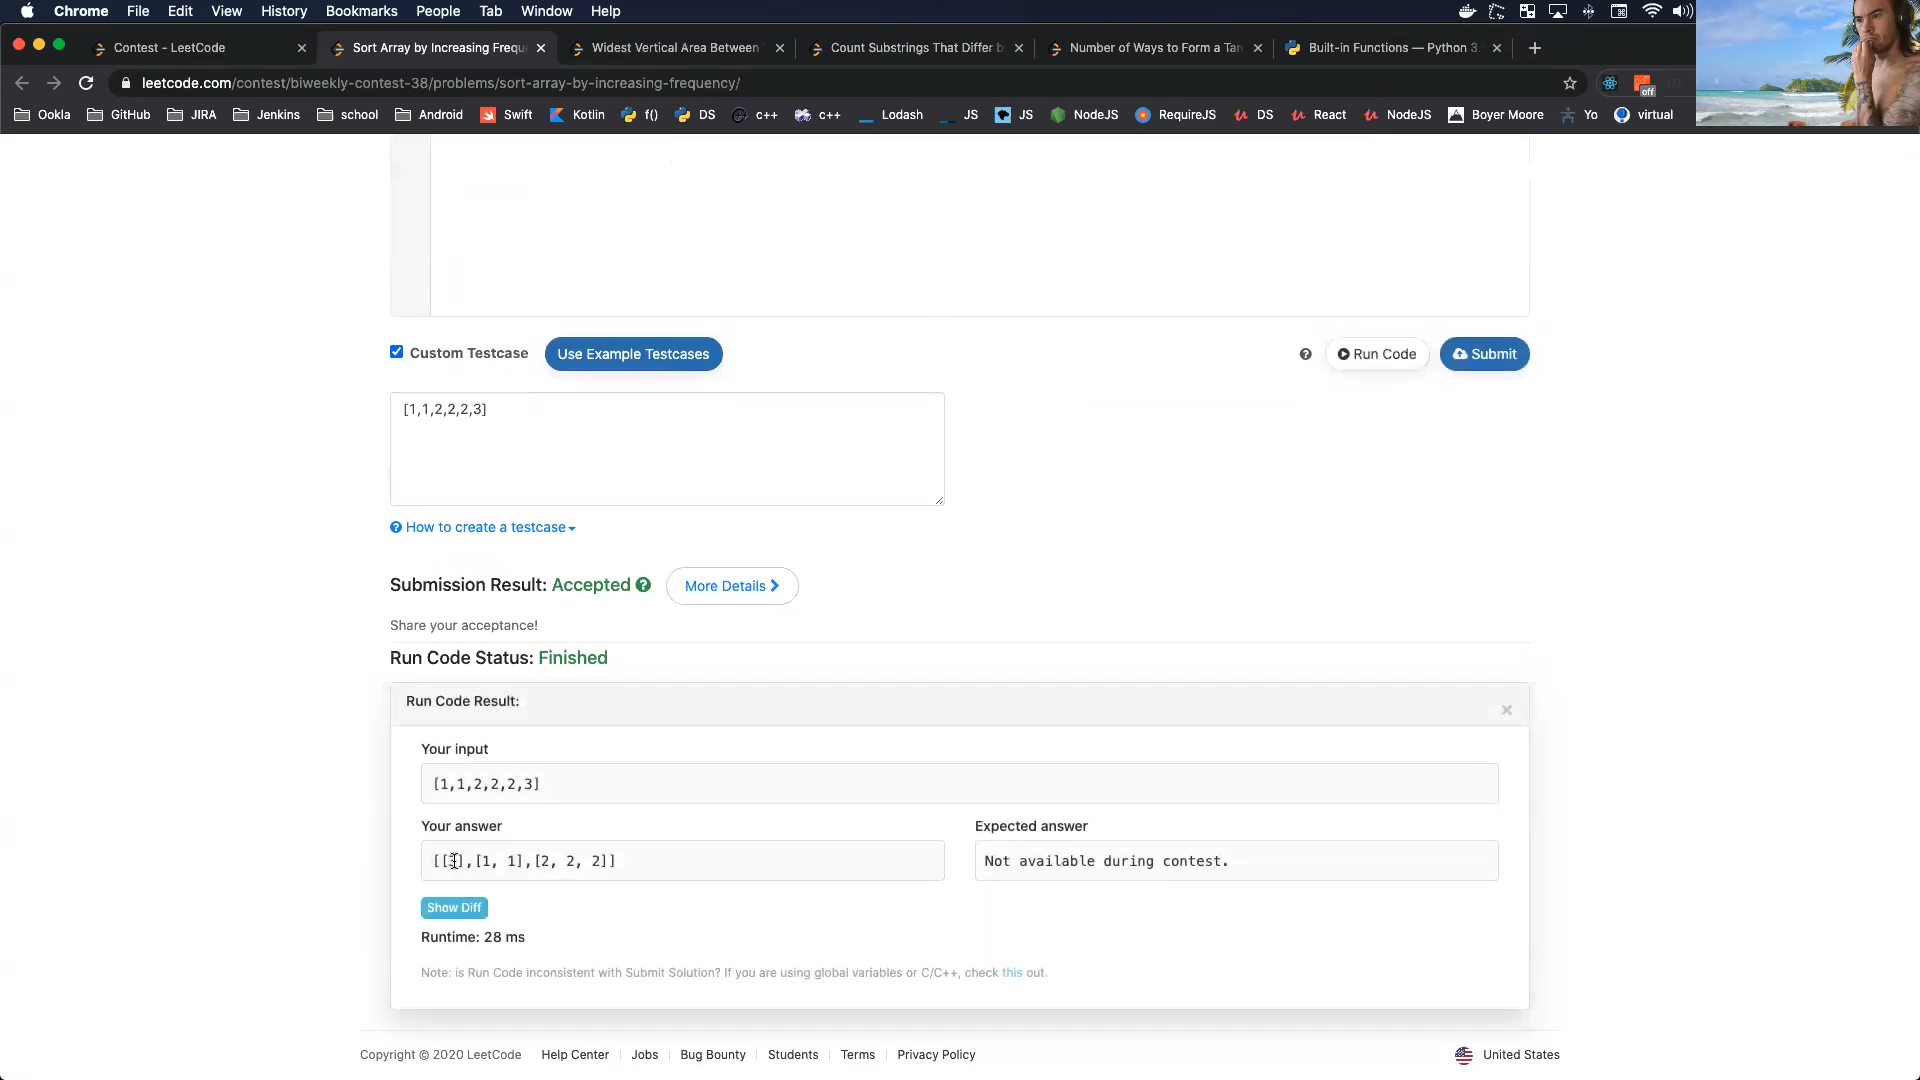 Chrome File Edit View History Bookmarks People Tab Window Help
Contest - LeetCode
Sort Array by Increasing Frequ
Widest Vertical Area Between
Count Substrings That Differ b
Number of Ways to Form a Tar
Built-in Functions — Python 3.
leetcode.com/contest/biweekly-contest-38/problems/sort-array-by-increasing-frequency/
off
Ookla GitHub JIRA Jenkins school Android Swift Kotlin f() DS c++ c++ Lodash JS JS NodeJS RequireJS DS React NodeJS Boyer Moore Yo virtual
Custom Testcase Use Example Testcases Run Code Submit
[1,1,2,2,2,3]
How to create a testcase
Submission Result: Accepted More Details
Share your acceptance!
Run Code Status: Finished
Run Code Result:
Your input
[1,1,2,2,2,3]
Your answer Expected answer
[[3],[1, 1],[2, 2, 2]] Not available during contest.
Show Diff
Runtime: 28 ms
Note: is Run Code inconsistent with Submit Solution? If you are using global variables or C/C++, check this out.
Copyright © 2020 LeetCode Help Center Jobs Bug Bounty Students Terms Privacy Policy United States